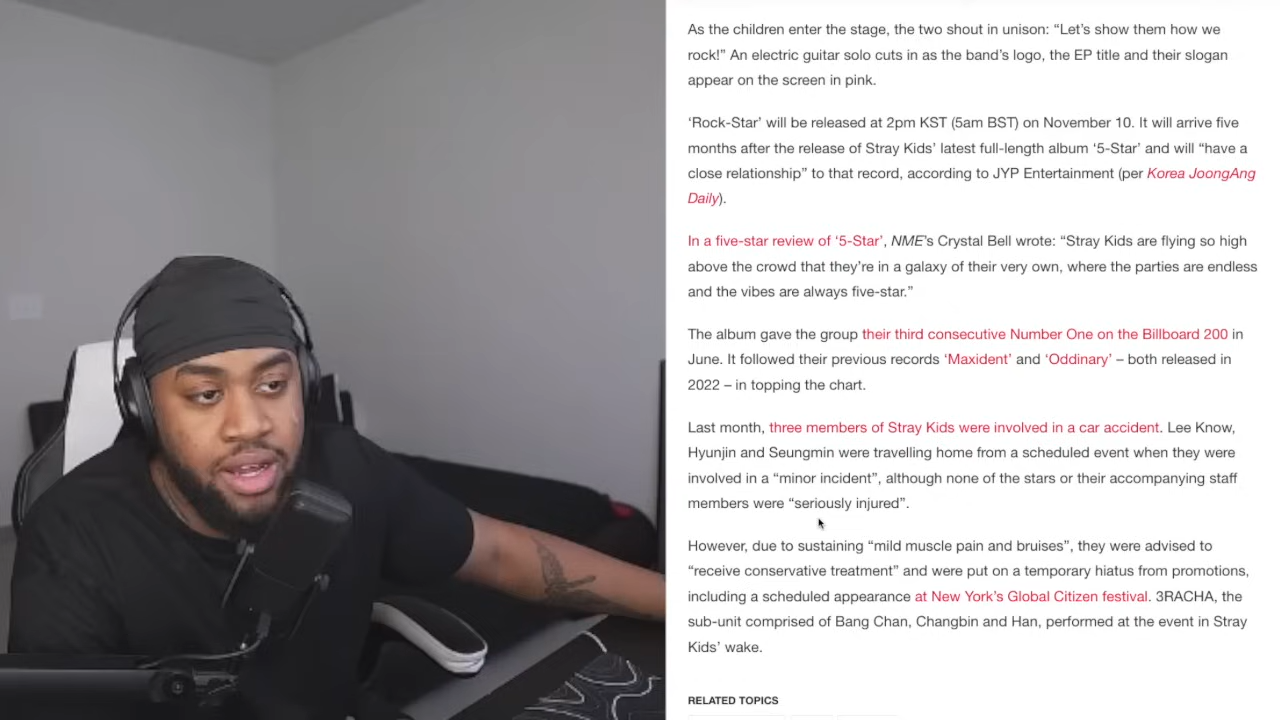 As the children enter the stage, the two shout in unison: “Let’s show them how we
rock!” An electric guitar solo cuts in as the band’s logo, the EP title and their slogan
appear on the screen in pink.
‘Rock-Star’ will be released at 2pm KST (5am BST) on November 10. It will arrive five
months after the release of Stray Kids’ latest full-length album ‘5-Star’ and will “have a
close relationship” to that record, according to JYP Entertainment (per Korea JoongAng
Daily).
In a five-star review of ‘5-Star’, NME’s Crystal Bell wrote: “Stray Kids are flying so high
above the crowd that they’re in a galaxy of their very own, where the parties are endless
and the vibes are always five-star.”
The album gave the group their third consecutive Number One on the Billboard 200 in
June. It followed their previous records ‘Maxident’ and ‘Oddinary’ – both released in
2022 – in topping the chart.
Last month, three members of Stray Kids were involved in a car accident. Lee Know,
Hyunjin and Seungmin were travelling home from a scheduled event when they were
involved in a “minor incident”, although none of the stars or their accompanying staff
members were “seriously injured”.
However, due to sustaining “mild muscle pain and bruises”, they were advised to
“receive conservative treatment” and were put on a temporary hiatus from promotions,
including a scheduled appearance at New York’s Global Citizen festival. 3RACHA, the
sub-unit comprised of Bang Chan, Changbin and Han, performed at the event in Stray
Kids’ wake.
RELATED TOPICS